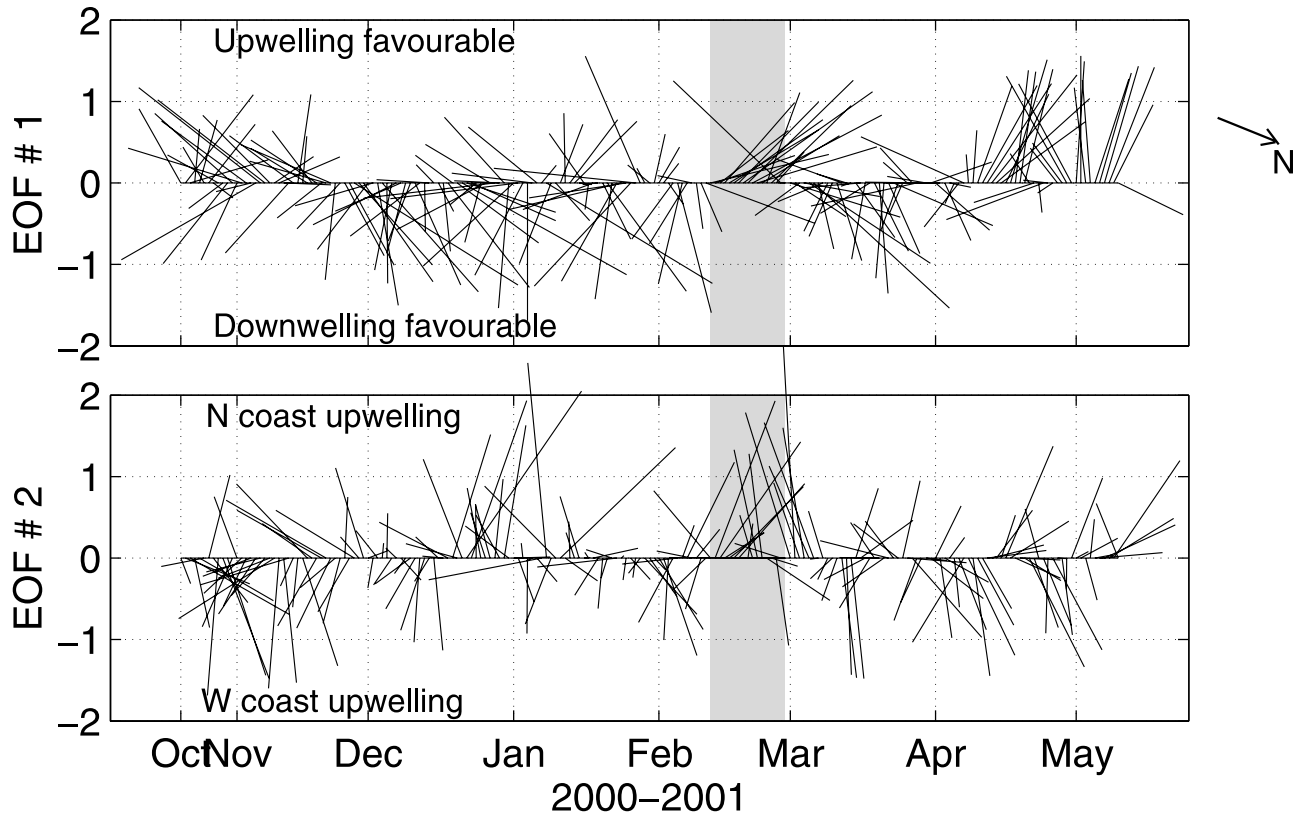 2
Upwelling favourable
1
EOF # 1
0
N
−1
Downwelling favourable
−2
2
N coast upwelling
1
EOF # 2
0
−1
W coast upwelling
−2
Oct Nov Dec Jan Feb Mar Apr May
2000−2001